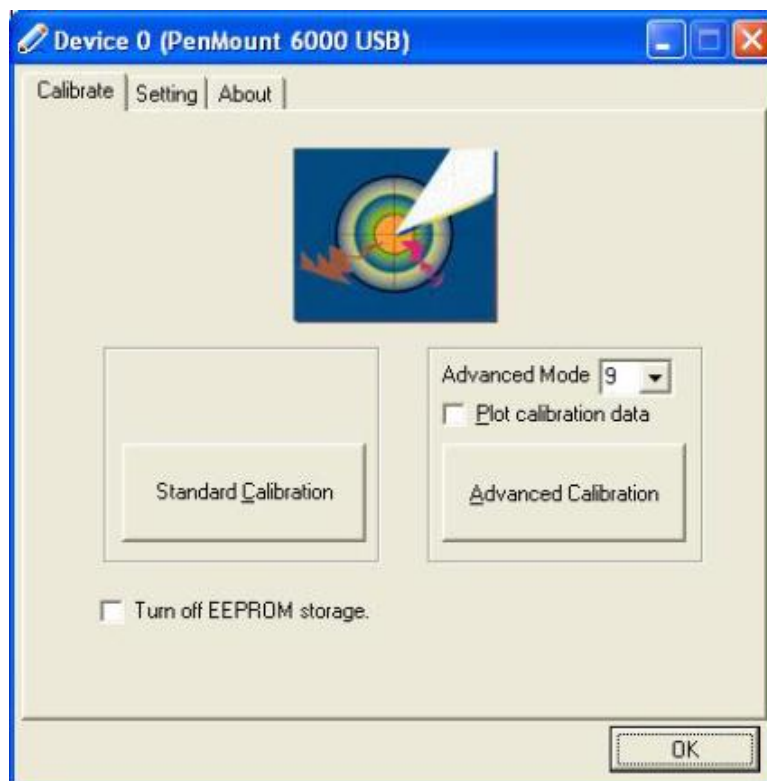 Device 0 (PenMount 6000 USB)
Calibrate Setting About
Advanced Mode 9
Plot calibration data
Standard Calibration
Advanced Calibration
Turn off EEPROM storage.
OK